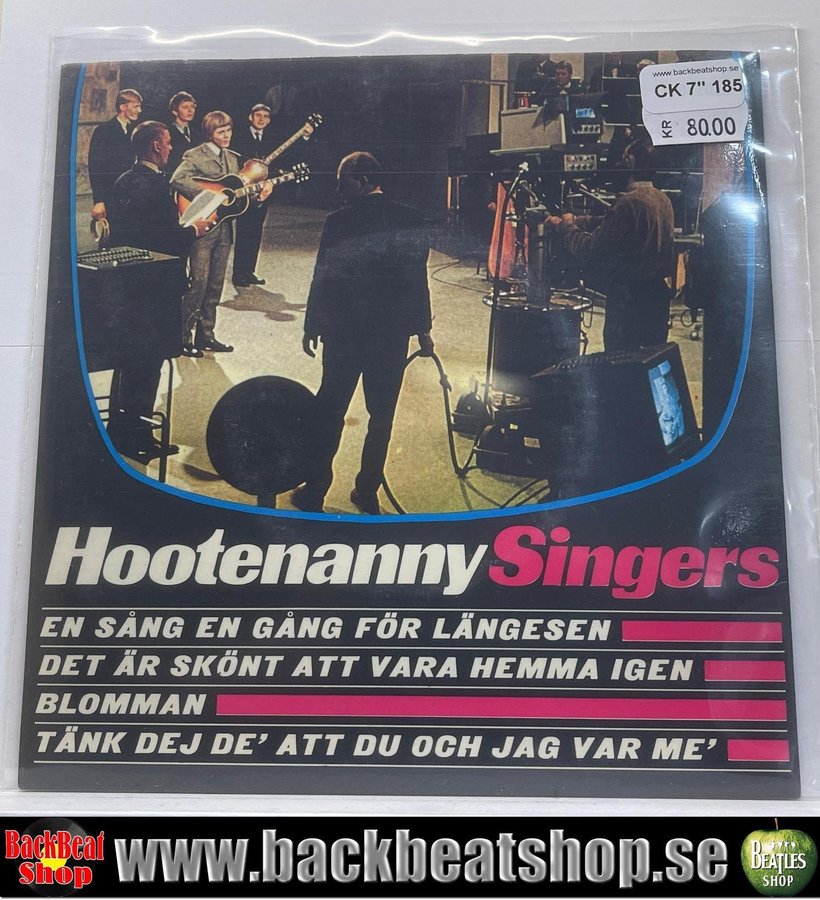 www.backbeatshop.se
CK 7" 185
KR 80.00
Hootenanny Singers
EN SÅNG EN GÅNG FÖR LÄNGESEN
DET ÄR SKÖNT ATT VARA HEMMA IGEN
BLOMMAN
TÄNK DEJ DE' ATT DU OCH JAG VAR ME'
BackBeat
Shop
www.backbeatshop.se
BEATLES
SHOP